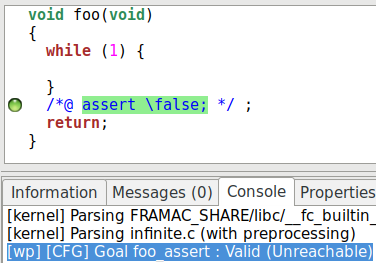 void foo(void)
{
while (1) {
}
/*@ assert \false; */ ;
return;
}
Information Messages (0) Console Properties
[kernel] Parsing FRAMAC_SHARE/libc/__fc_builtin_
[kernel] Parsing infinite.c (with preprocessing)
[wp] [CFG] Goal foo_assert : Valid (Unreachable)